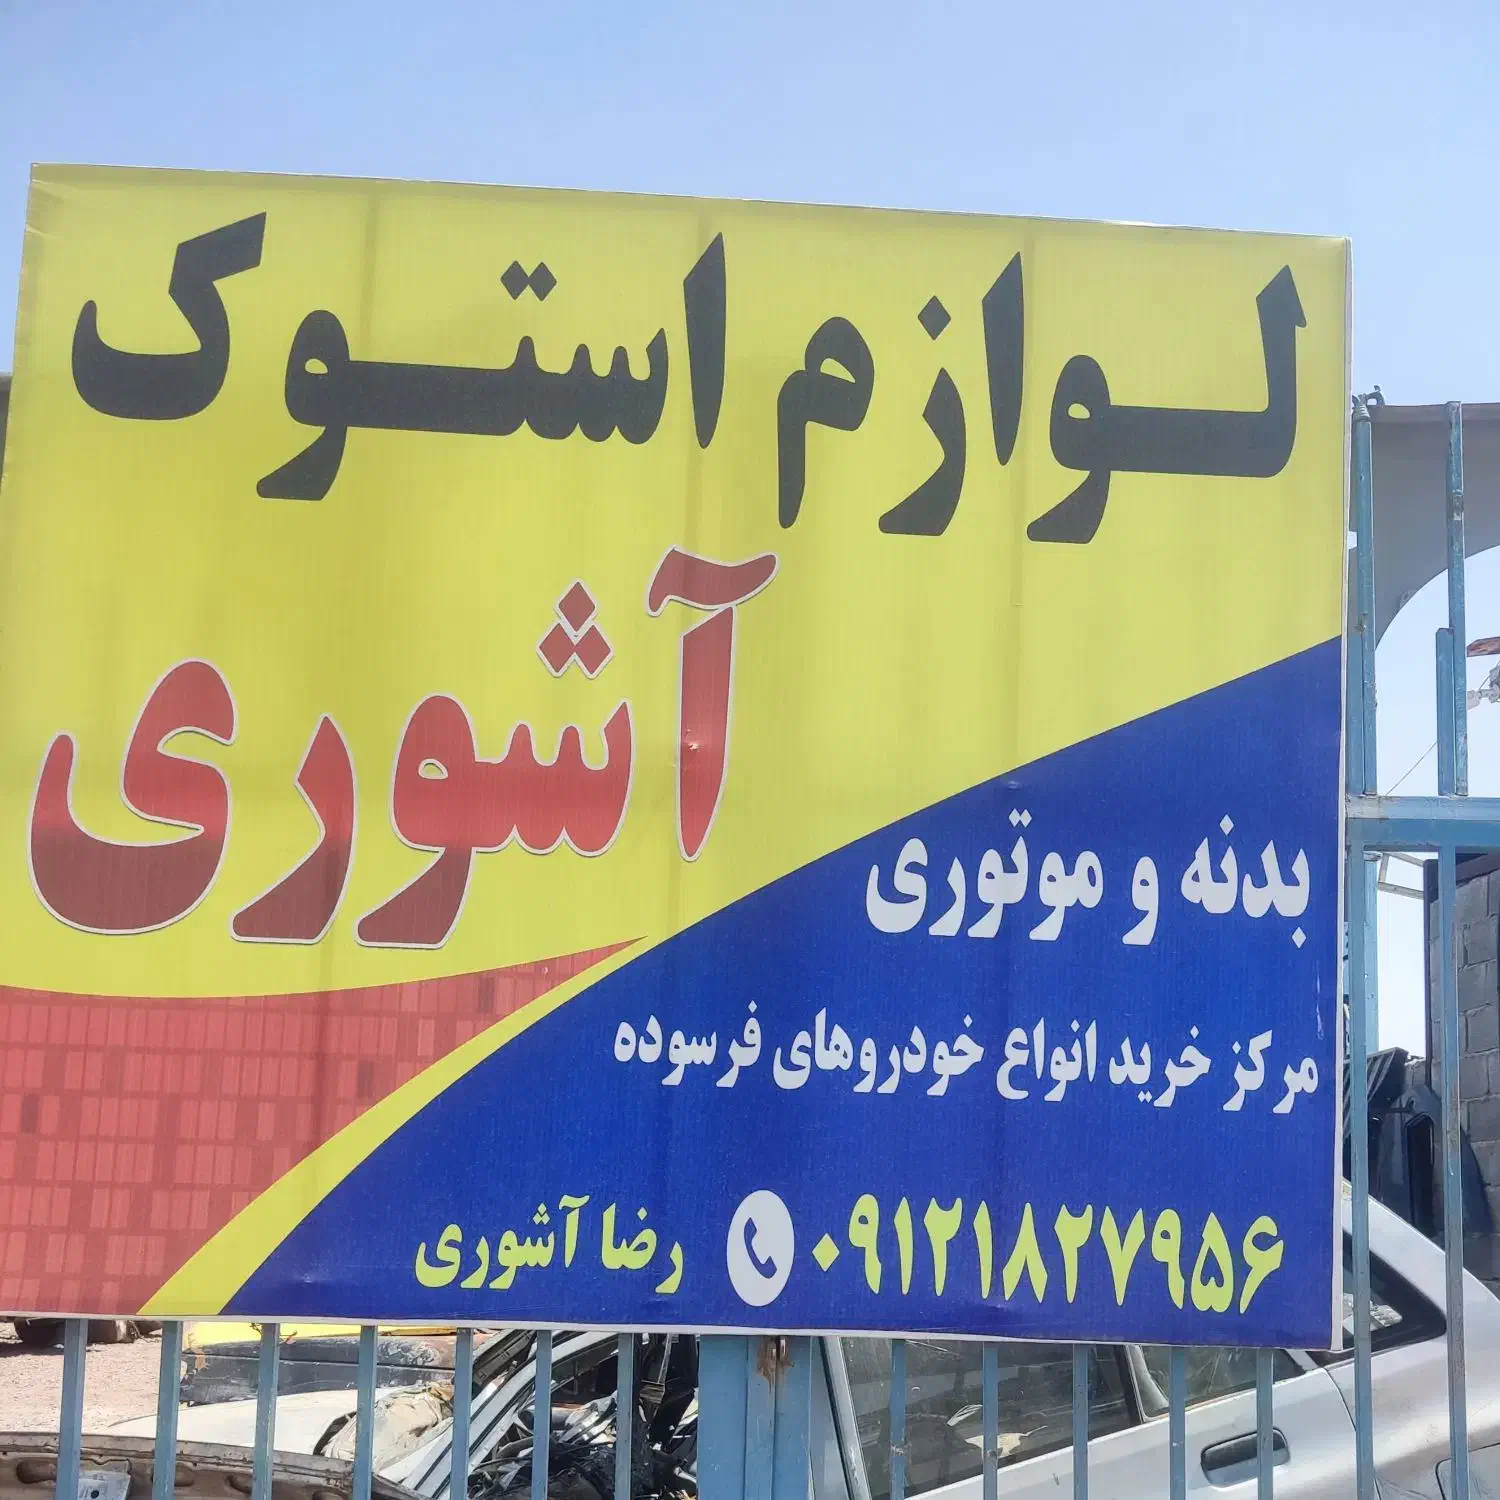 لوازم استوک
آشوری
بدنه و موتوری
مرکز خرید انواع خودروهای فرسوده
۰۹۱۲۱۸۲۷۹۵۶ رضا آشوری